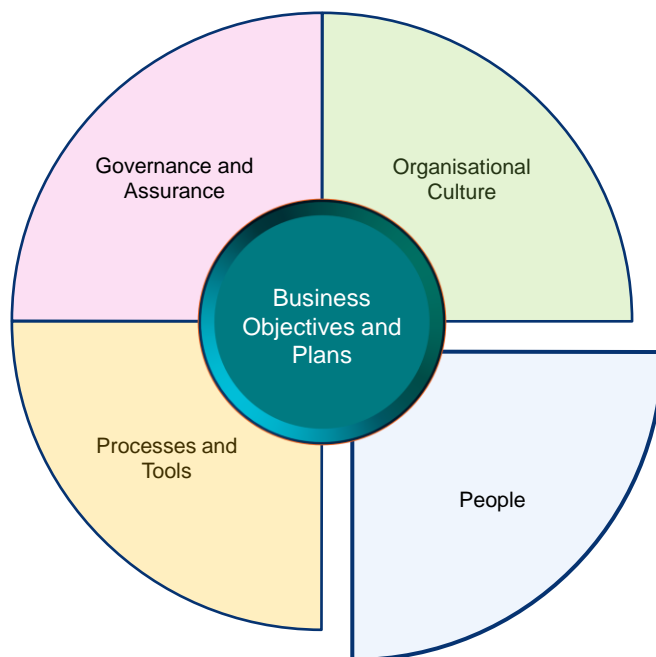 Governance and
Assurance
Organisational
Culture
Business
Objectives and
Plans
Processes and
Tools
People